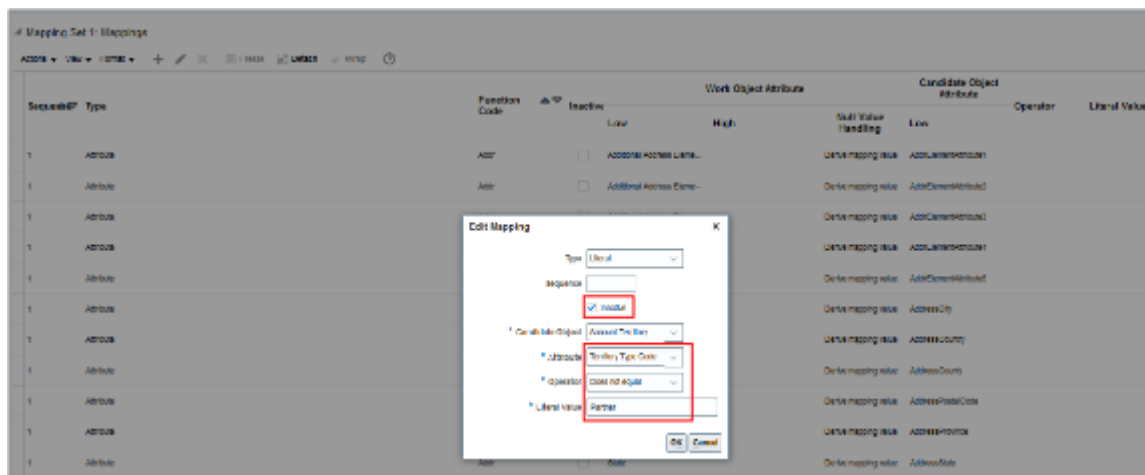 Mapping Set 1: Mappings
Actions View Format Freeze Detach Wrap
Work Object Attribute Candidate Object Attribute
Sequence Type Function Code Inactive Low High Null Value Handling Low Operator Literal Value
1 Attribute Addr Additional Address Eleme... Derive mapping value AddrElementAttribute1
1 Attribute Addr Additional Address Eleme... Derive mapping value AddrElementAttribute2
1 Attribute Derive mapping value AddrElementAttribute3
1 Attribute Derive mapping value AddrElementAttribute4
1 Attribute Derive mapping value AddrElementAttribute5
1 Attribute Derive mapping value AddressCity
1 Attribute Derive mapping value AddressCountry
1 Attribute Derive mapping value AddressCounty
1 Attribute Derive mapping value AddressPostalCode
1 Attribute Derive mapping value AddressProvince
1 Attribute Addr State Derive mapping value AddressState
Edit Mapping X
Type Literal
Sequence
Inactive
* Candidate Object Account Territory
* Attribute Territory Type Code
* Operator Does not equal
* Literal Value Partner
OK Cancel